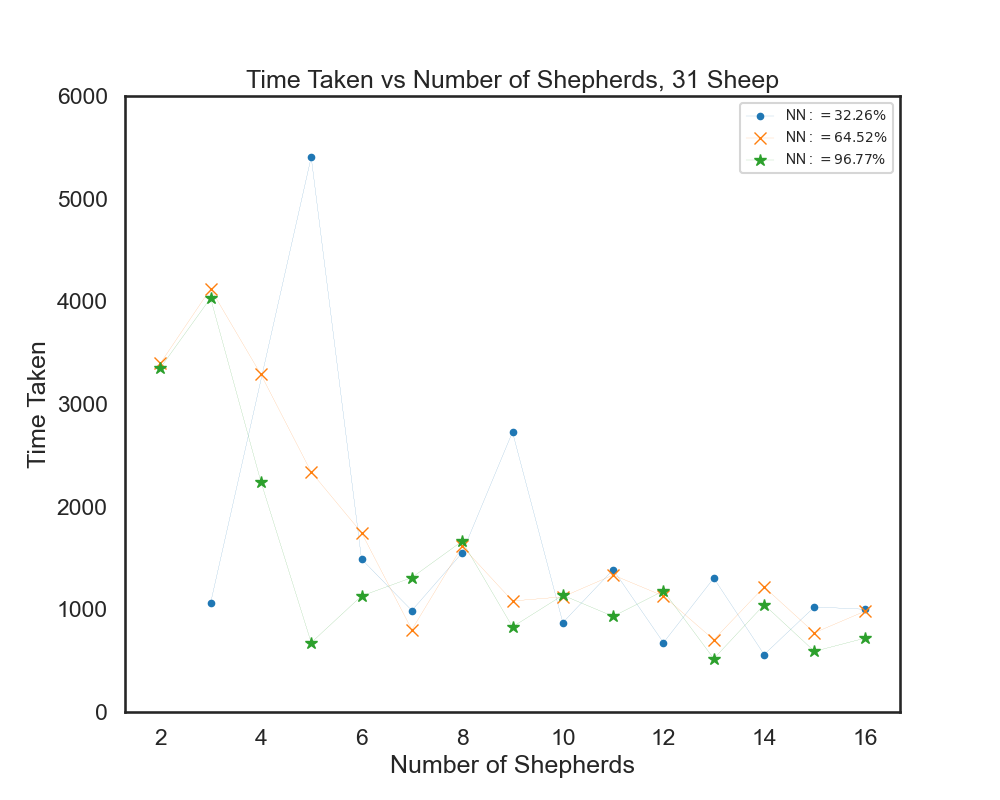 Time Taken vs Number of Shepherds, 31 Sheep
6000
5000
4000
3000
2000
1000
0
Time Taken
NN : = 32.26%
NN : = 64.52%
NN : = 96.77%
2 4 6 8 10 12 14 16
Number of Shepherds